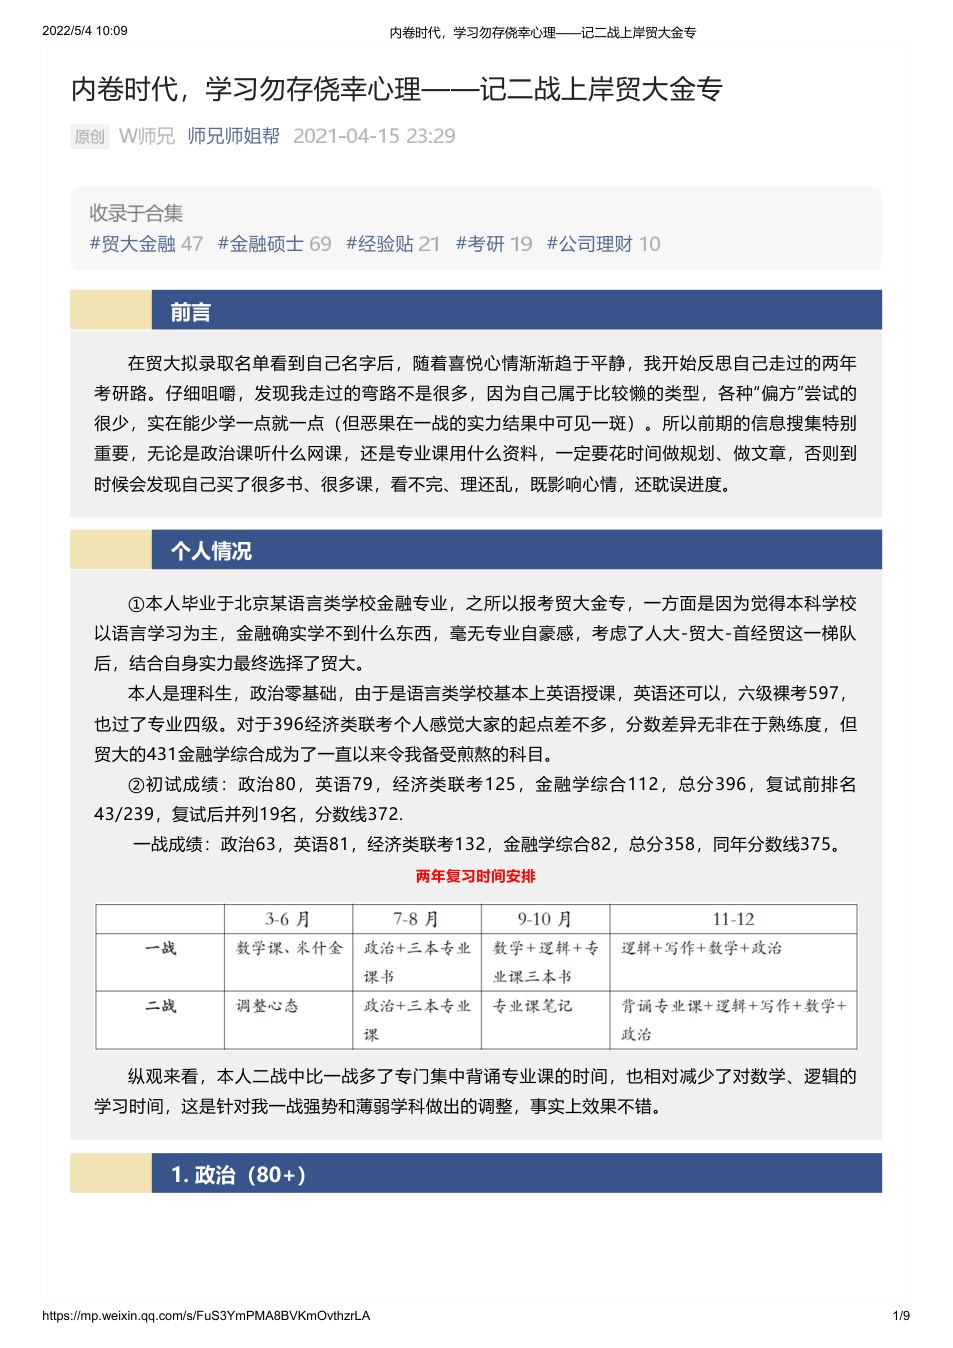 2022/5/4 10:09
内卷时代，学习勿存侥幸心理——记二战上岸贸大金专
内卷时代，学习勿存侥幸心理——记二战上岸贸大金专
原创 W师兄 师兄师姐帮 2021-04-15 23:29
收录于合集
#贸大金融 47 #金融硕士 69 #经验贴 21 #考研 19 #公司理财 10
前言
在贸大拟录取名单看到自己名字后，随着喜悦心情渐渐趋于平静，我开始反思自己走过的两年
考研路。仔细咀嚼，发现我走过的弯路不是很多，因为自己属于比较懒的类型，各种“偏方”尝试的
很少，实在能少学一点就一点（但恶果在一战的实力结果中可见一斑）。所以前期的信息搜集特别
重要，无论是政治课听什么网课，还是专业课用什么资料，一定要花时间做规划、做文章，否则到
时候会发现自己买了很多书、很多课，看不完、理还乱，既影响心情，还耽误进度。
个人情况
①本人毕业于北京某语言类学校金融专业，之所以报考贸大金专，一方面是因为觉得本科学校
以语言学习为主，金融确实学不到什么东西，毫无专业自豪感，考虑了人大-贸大-首经贸这一梯队
后，结合自身实力最终选择了贸大。
本人是理科生，政治零基础，由于是语言类学校基本上英语授课，英语还可以，六级裸考597，
也过了专业四级。对于396经济类联考个人感觉大家的起点差不多，分数差异无非在于熟练度，但
贸大的431金融学综合成为了一直以来令我备受煎熬的科目。
②初试成绩：政治80，英语79，经济类联考125，金融学综合112，总分396，复试前排名
43/239，复试后并列19名，分数线372.
一战成绩：政治63，英语81，经济类联考132，金融学综合82，总分358，同年分数线375。
两年复习时间安排
3-6 月 7-8 月 9-10 月 11-12
一战 数学课、米什金 政治+三本专业 数学+逻辑+专 逻辑+写作+数学+政治
课书 业课三本书
二战 调整心态 政治+三本专业 专业课笔记 背诵专业课+逻辑+写作+数学+
课 政治
纵观来看，本人二战中比一战多了专门集中背诵专业课的时间，也相对减少了对数学、逻辑的
学习时间，这是针对我一战强势和薄弱学科做出的调整，事实上效果不错。
1. 政治（80+）
https://mp.weixin.qq.com/s/FuS3YmPMA8BVKmOvthzrLA
1/9